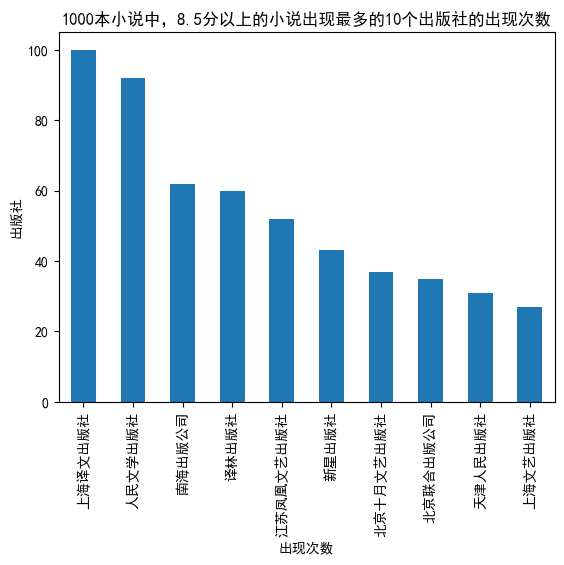 1000本小说中，8.5分以上的小说出现最多的10个出版社的出现次数
出版社
100
80
60
40
20
0
上海译文出版社
人民文学出版社
南海出版公司
译林出版社
江苏凤凰文艺出版社
新星出版社
北京十月文艺出版社
北京联合出版公司
天津人民出版社
上海文艺出版社
出现次数